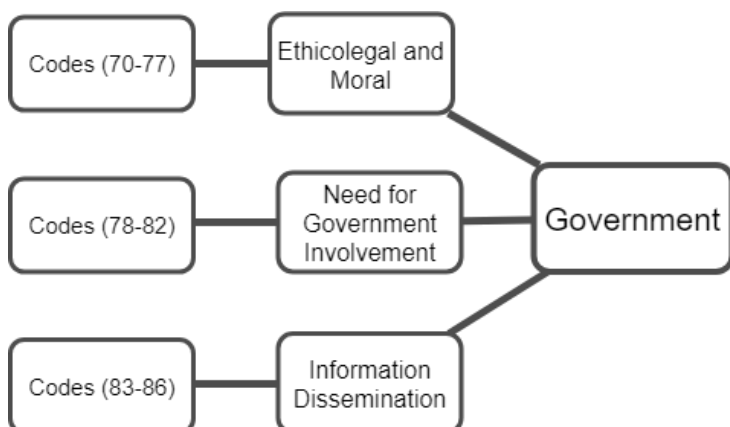 Codes (70-77)
Ethicolegal and
Moral
Codes (78-82)
Need for
Government
Involvement
Government
Codes (83-86)
Information
Dissemination